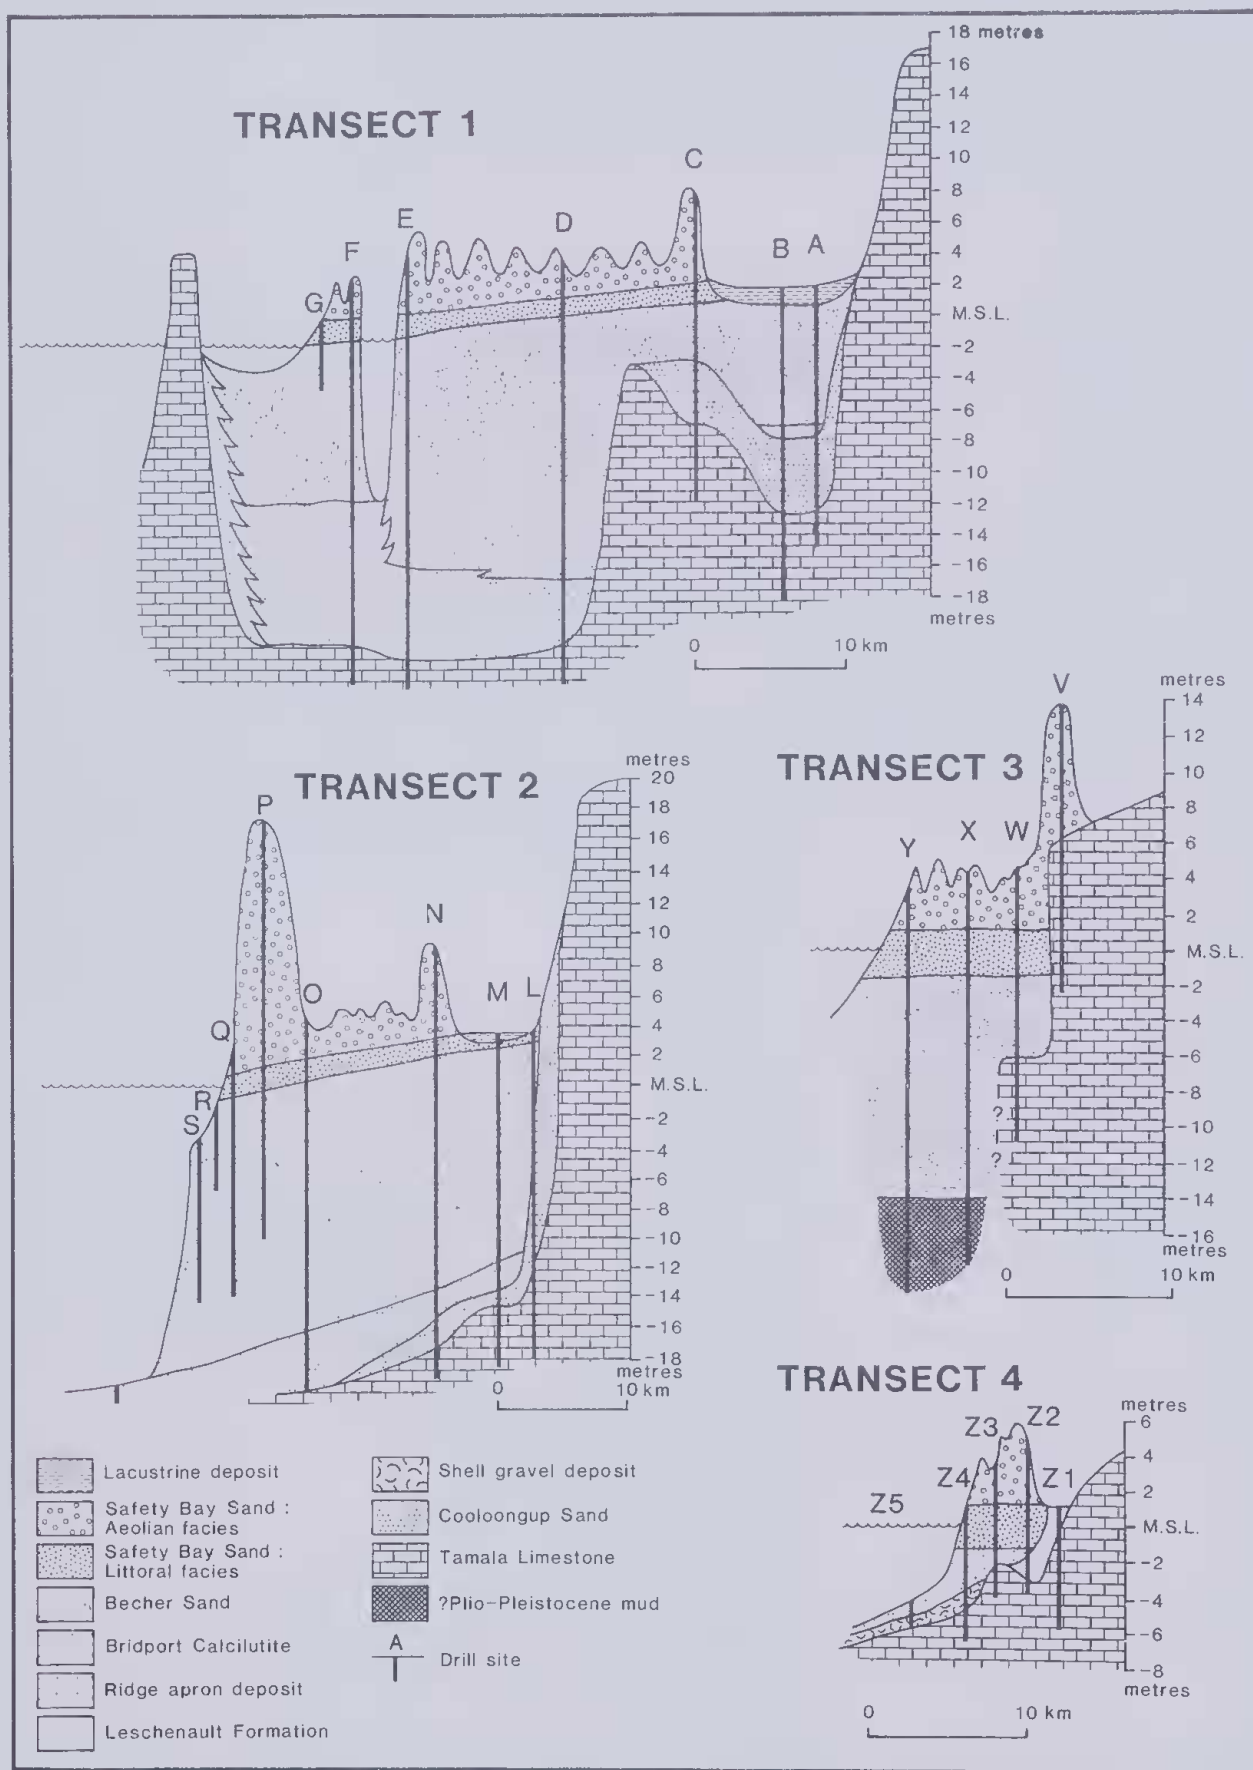 TRANSECT 1
G
F
E
D
C
B
A
18 metres
16
14
12
10
8
6
4
2
M.S.L.
-2
-4
-6
-8
-10
-12
-14
-16
-18
metres
0 10 km
TRANSECT 2
S
R
Q
P
O
N
M
L
metres
20
18
16
14
12
10
8
6
4
2
M.S.L.
-2
-4
-6
-8
-10
-12
-14
-16
-18
metres
0 10 km
TRANSECT 3
Y
X
W
V
metres
14
12
10
8
6
4
2
M.S.L.
-2
-4
-6
-8
-10
-12
-14
-16
metres
?
?
0 10 km
TRANSECT 4
Z5
Z4
Z3
Z2
Z1
metres
6
4
2
M.S.L.
-2
-4
-6
-8
metres
0 10 km
Lacustrine deposit
Safety Bay Sand :
Aeolian facies
Safety Bay Sand :
Littoral facies
Becher Sand
Bridport Calcilutite
Ridge apron deposit
Leschenault Formation
Shell gravel deposit
Cooloongup Sand
Tamala Limestone
?Plio-Pleistocene mud
A
Drill site